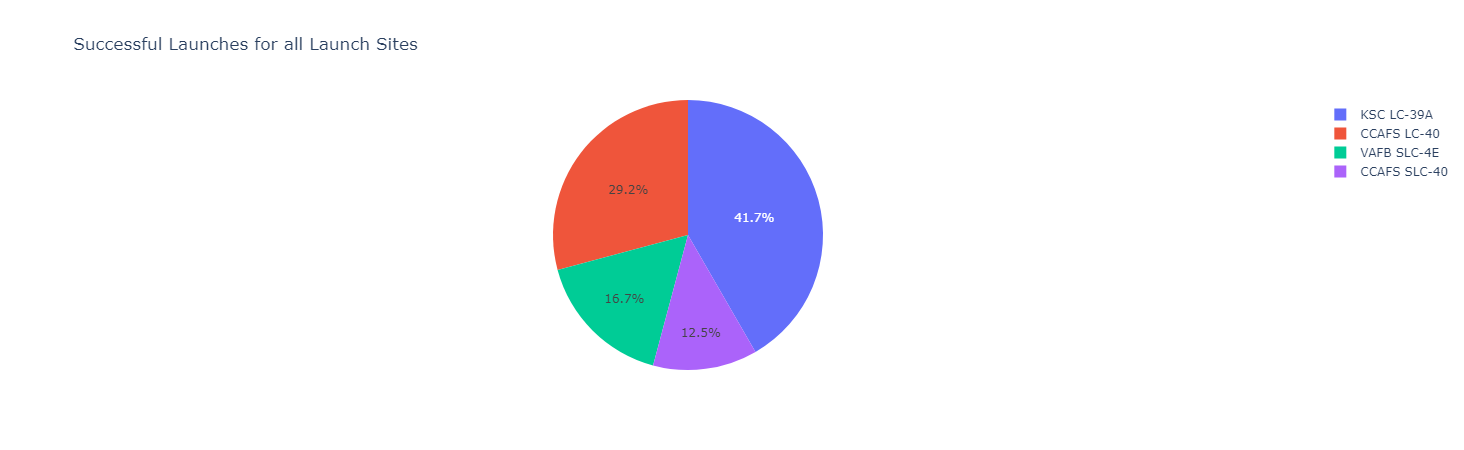 Successful Launches for all Launch Sites
KSC LC-39A
CCAFS LC-40
VAFB SLC-4E
CCAFS SLC-40
29.2%
41.7%
16.7%
12.5%